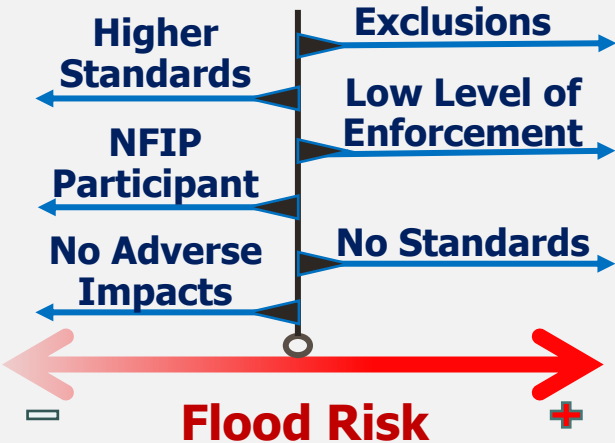 Higher
Standards
Exclusions
Low Level of
Enforcement
NFIP
Participant
No Standards
No Adverse
Impacts
Flood Risk